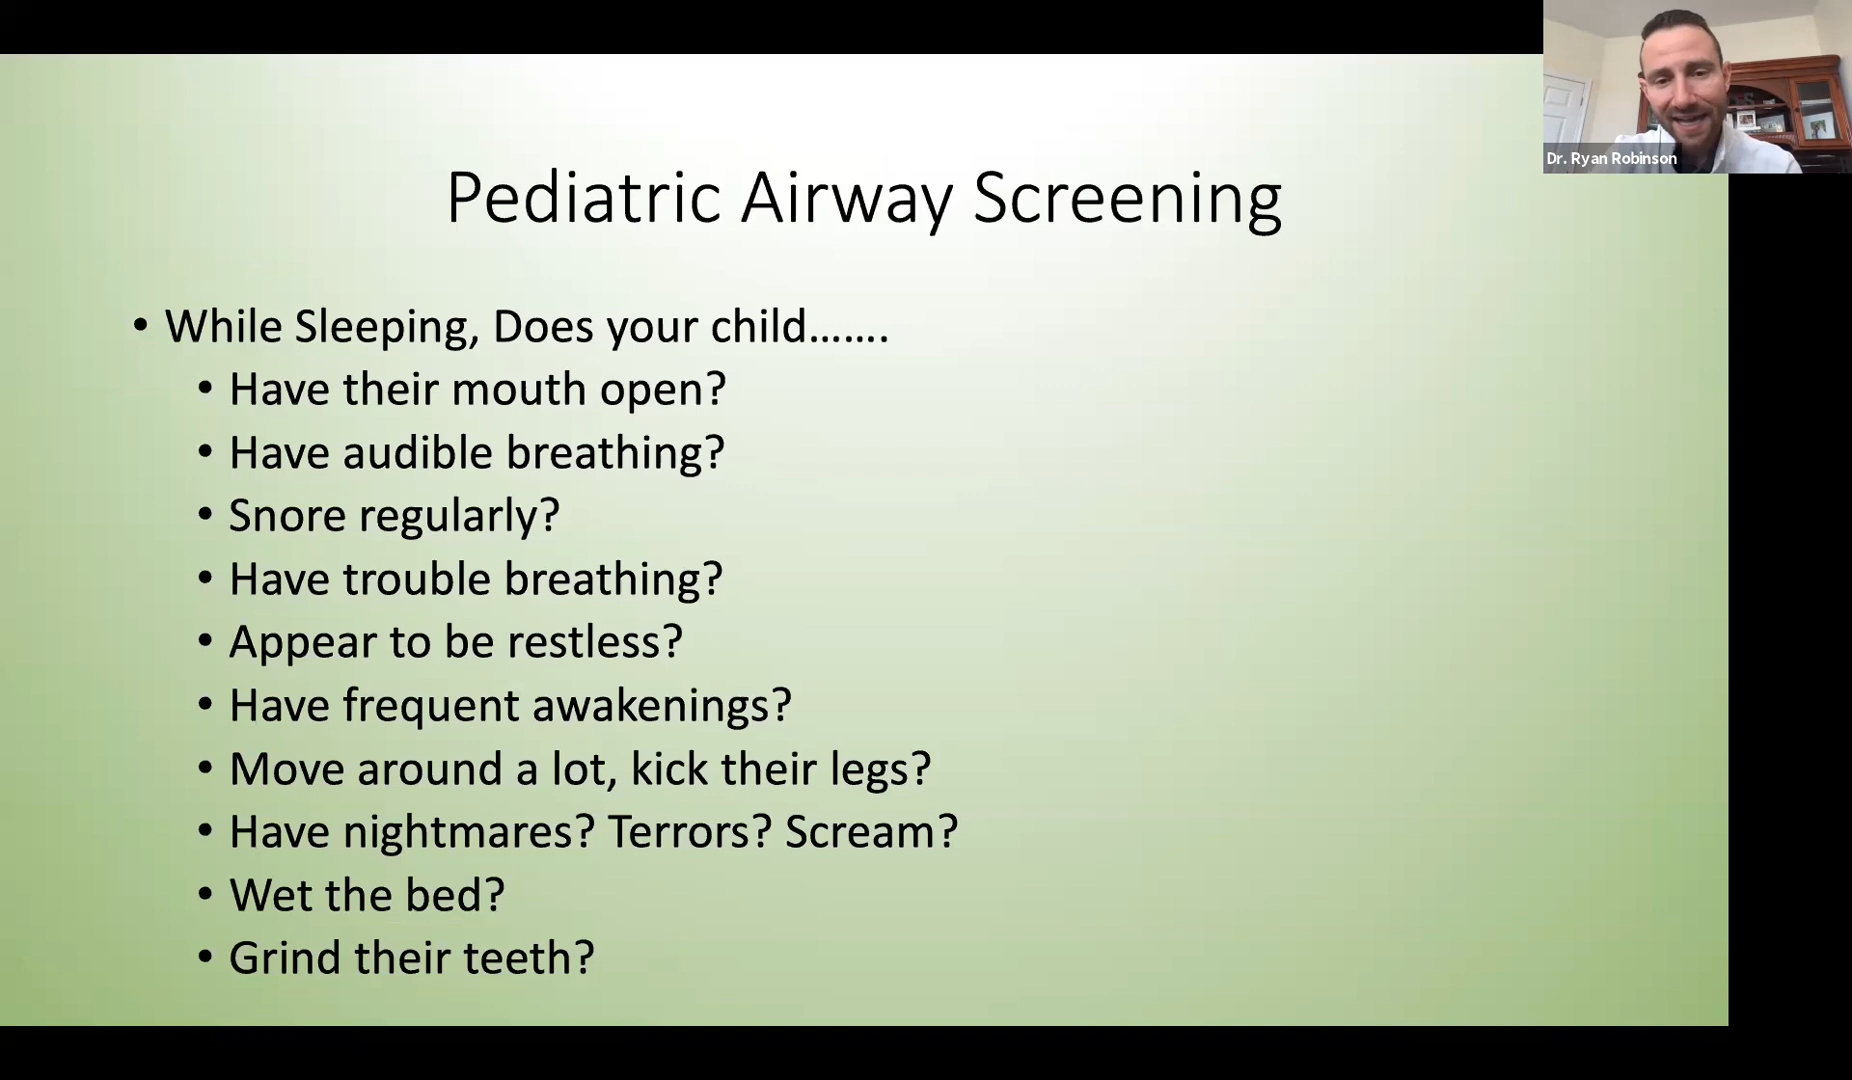 Dr. Ryan Robinson
Pediatric Airway Screening
• While Sleeping, Does your child…….
• Have their mouth open?
• Have audible breathing?
• Snore regularly?
• Have trouble breathing?
• Appear to be restless?
• Have frequent awakenings?
• Move around a lot, kick their legs?
• Have nightmares? Terrors? Scream?
• Wet the bed?
• Grind their teeth?